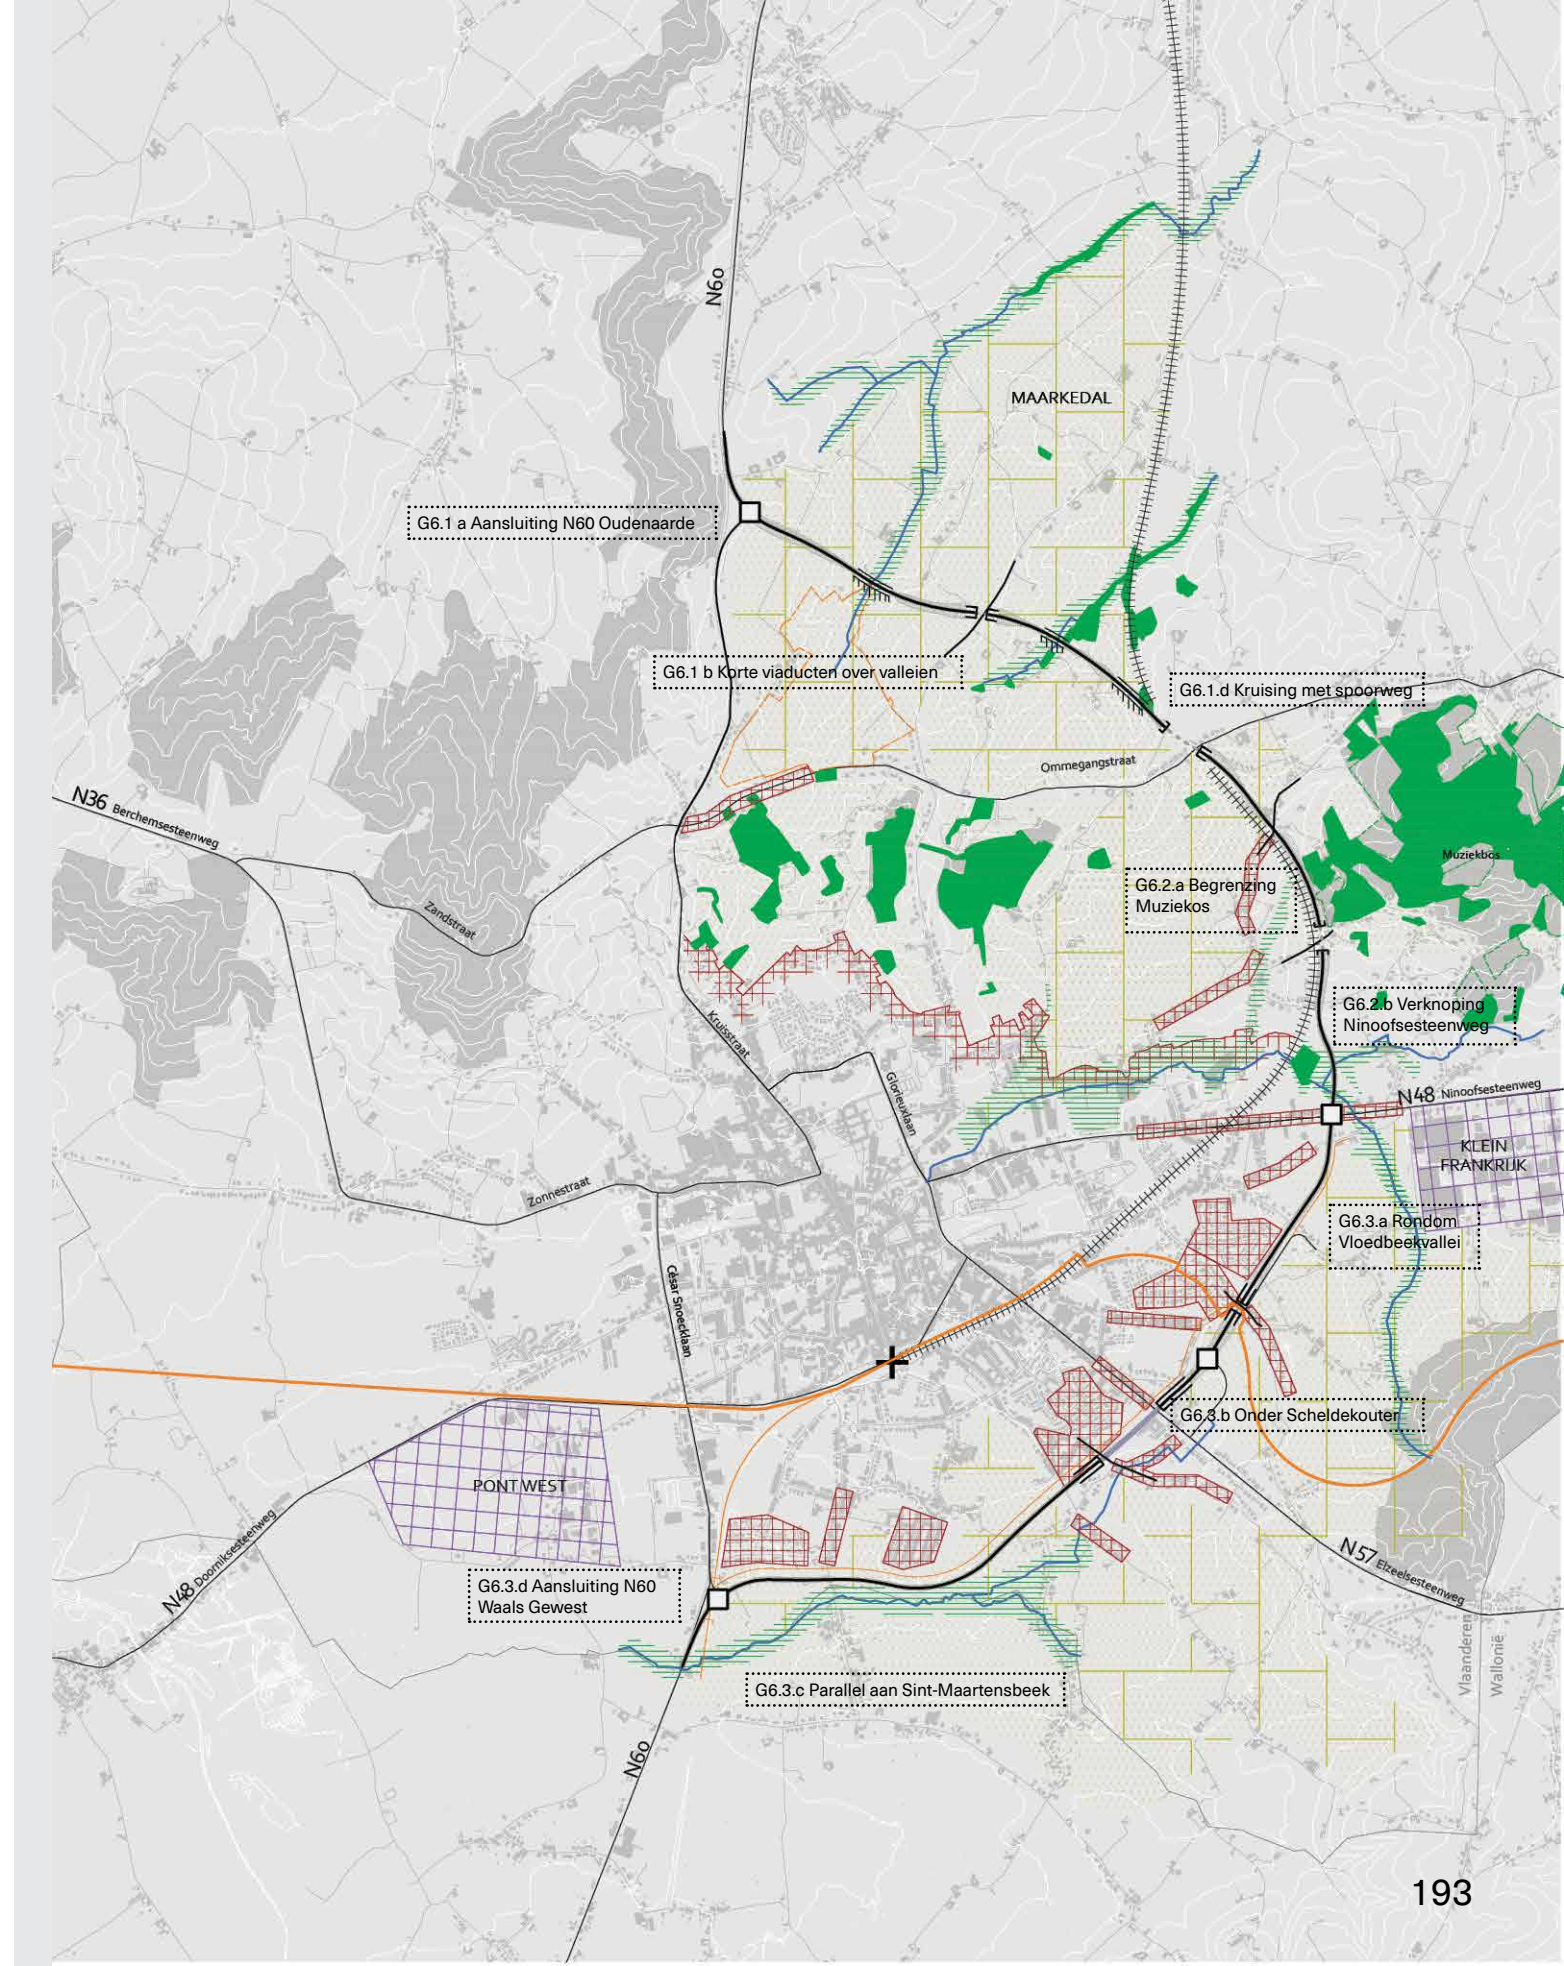 N60
MAARKEDAL
G6.1 a Aansluiting N60 Oudenaarde
G6.1 b Korte viaducten over valleien
G6.1.d Kruising met spoorweg
Ommegangstraat
N36 Berchemsesteenweg
Muziekbos
G6.2.a Begrenzing
Muziekos
Zandstraat
G6.2.b Verknoping
Ninoofsesteenweg
Kruisstraat
Glorieuxlaan
N48 Ninoofsesteenweg
KLEIN
FRANKRIJK
Zonnestraat
G6.3.a Rondom
Vloedbeekvallei
César Snoecklaan
G6.3.b Onder Scheldekouter
PONT WEST
N48 Doorniksesteenweg
N57 Elzeelsesteenweg
G6.3.d Aansluiting N60
Waals Gewest
Vlaanderen
Wallonië
G6.3.c Parallel aan Sint-Maartensbeek
N60
193